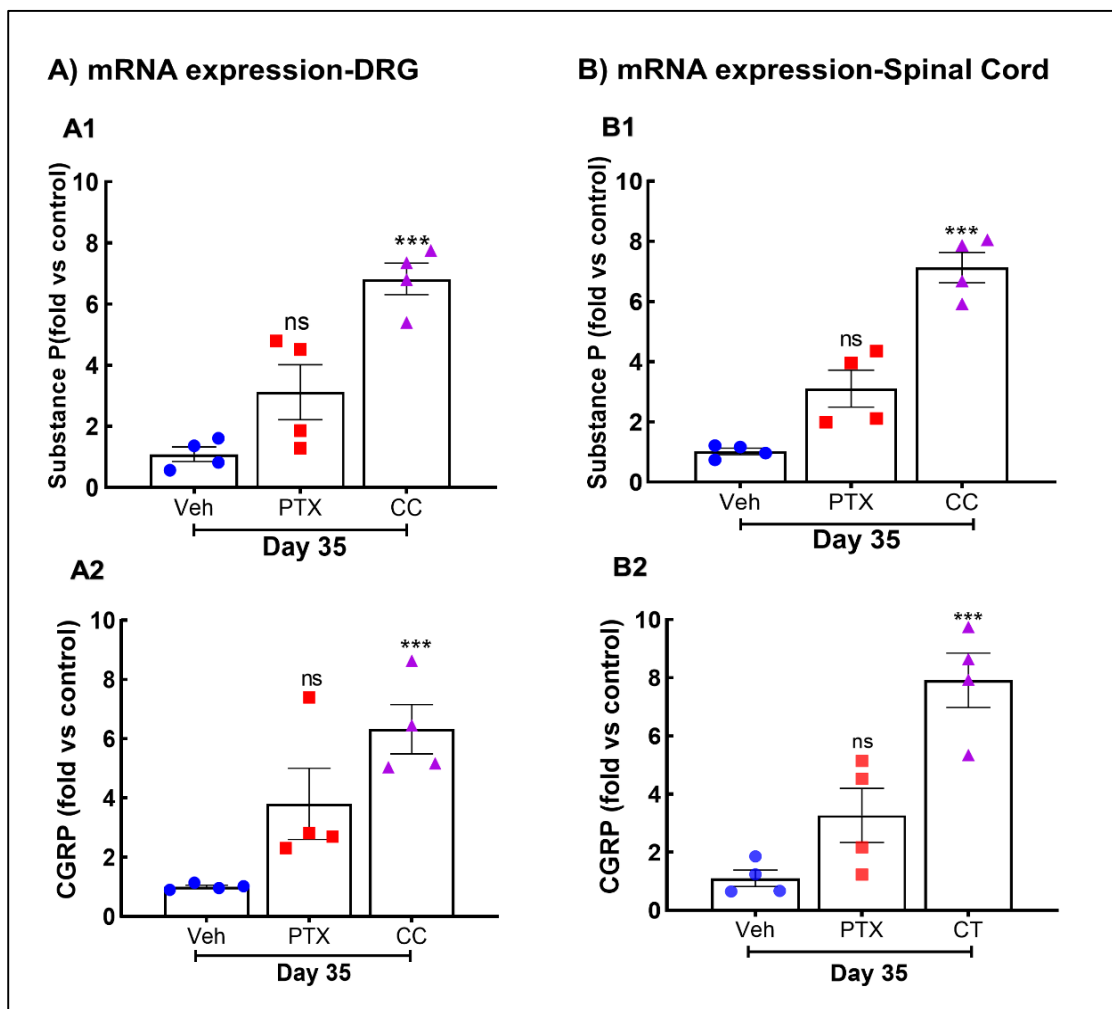 A) mRNA expression-DRG
B) mRNA expression-Spinal Cord
A1
Substance P(fold vs control)
10
8
6
4
2
0
ns
***
Veh PTX CC
Day 35
B1
Substance P (fold vs control)
10
8
6
4
2
0
ns
***
Veh PTX CC
Day 35
A2
CGRP (fold vs control)
10
8
6
4
2
0
ns
***
Veh PTX CC
Day 35
B2
CGRP (fold vs control)
10
8
6
4
2
0
ns
***
Veh PTX CT
Day 35